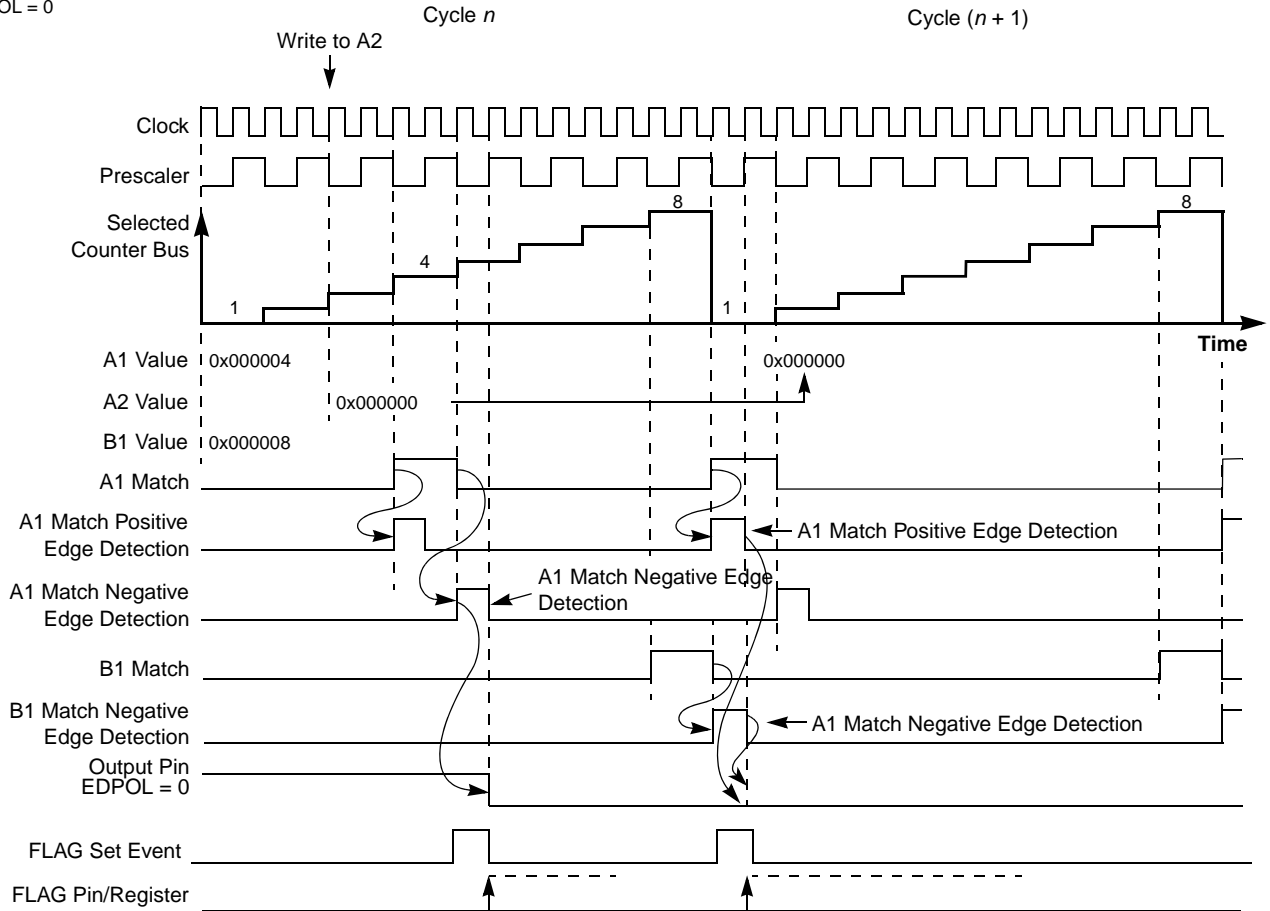 OL = 0
Cycle n
Cycle (n + 1)
Write to A2
Clock
Prescaler
Selected
Counter Bus
8
8
4
1
1
Time
A1 Value
0x000004
0x000000
A2 Value
0x000000
B1 Value
0x000008
A1 Match
A1 Match Positive
Edge Detection
A1 Match Positive Edge Detection
A1 Match Negative
Edge Detection
A1 Match Negative Edge
Detection
B1 Match
B1 Match Negative
Edge Detection
A1 Match Negative Edge Detection
Output Pin
EDPOL = 0
FLAG Set Event
FLAG Pin/Register